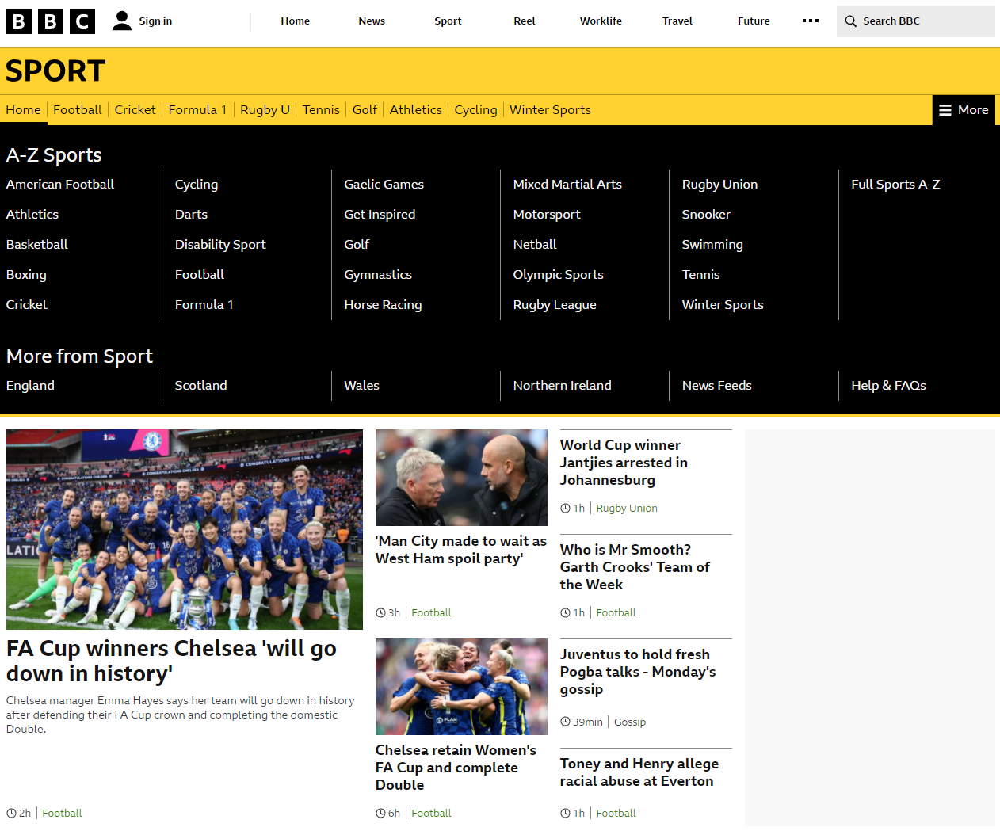 BBC
Sign in
Home
News
Sport
Reel
Worklife
Travel
Future
Search BBC
SPORT
Home
Football
Cricket
Formula 1
Rugby U
Tennis
Golf
Athletics
Cycling
Winter Sports
More
A-Z Sports
American Football
Athletics
Basketball
Boxing
Cricket
Cycling
Darts
Disability Sport
Football
Formula 1
Gaelic Games
Get Inspired
Golf
Gymnastics
Horse Racing
Mixed Martial Arts
Motorsport
Netball
Olympic Sports
Rugby League
Rugby Union
Snooker
Swimming
Tennis
Winter Sports
Full Sports A-Z
More from Sport
England
Scotland
Wales
Northern Ireland
News Feeds
Help & FAQs
CONGRATULATIONS CHELSEA
CONGRATULATIONS CHELSEA
CONGRATULATIONS CHELSEA
FA Cup winners Chelsea 'will go
down in history'
Chelsea manager Emma Hayes says her team will go down in history
after defending their FA Cup crown and completing the domestic
Double.
2h
Football
'Man City made to wait as
West Ham spoil party'
3h
Football
PLAN
Chelsea retain Women's
FA Cup and complete
Double
6h
Football
World Cup winner
Jantjies arrested in
Johannesburg
1h
Rugby Union
Who is Mr Smooth?
Garth Crooks' Team of
the Week
1h
Football
Juventus to hold fresh
Pogba talks - Monday's
gossip
39min
Gossip
Toney and Henry allege
racial abuse at Everton
1h
Football